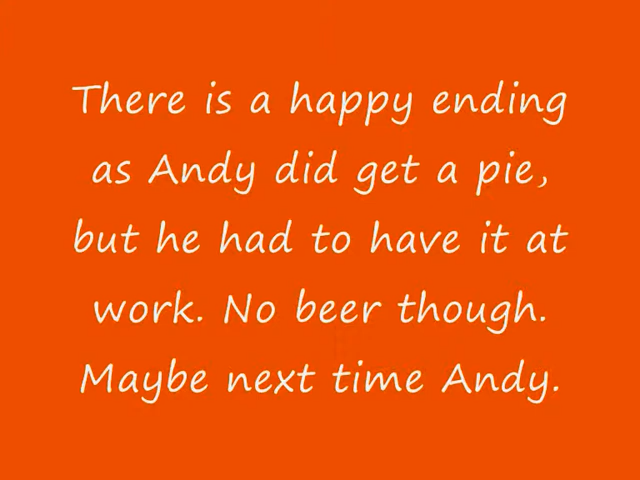 There is a happy ending
as Andy did get a pie,
but he had to have it at
work. No beer though.
Maybe next time Andy.